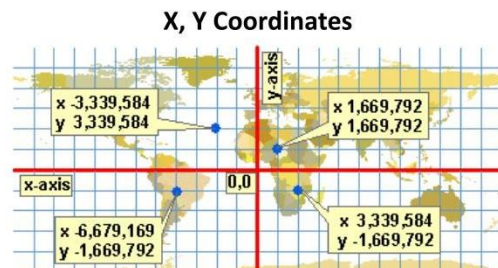 X, Y Coordinates
y-axis
x -3,339,584
y 3,339,584
x 1,669,792
y 1,669,792
x-axis
0,0
x -6,679,169
y -1,669,792
x 3,339,584
y -1,669,792